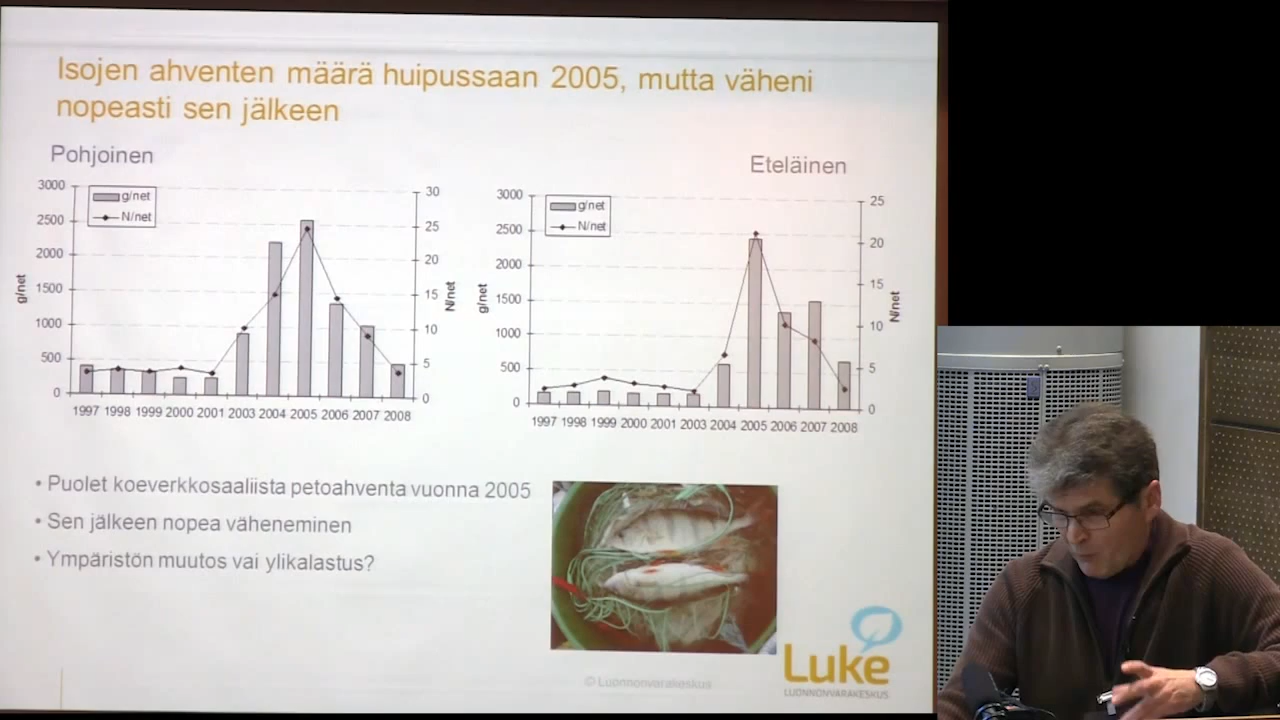 Isojen ahventen määrä huipussaan 2005, mutta väheni
nopeasti sen jälkeen
Pohjoinen
Eteläinen
3000
2500
2000
1500
1000
500
0
g/net
g/net
N/net
30
25
20
15
10
5
0
N/net
1997 1998 1999 2000 2001 2003 2004 2005 2006 2007 2008
3000
2500
2000
1500
1000
500
0
g/net
g/net
N/net
25
20
15
10
5
0
N/net
1997 1998 1999 2000 2001 2003 2004 2005 2006 2007 2008
• Puolet koeverkkosaaliista petoahventa vuonna 2005
• Sen jälkeen nopea väheneminen
• Ympäristön muutos vai ylikalastus?
© Luonnonvarakeskus
Luke
LUONNONVARAKESKUS